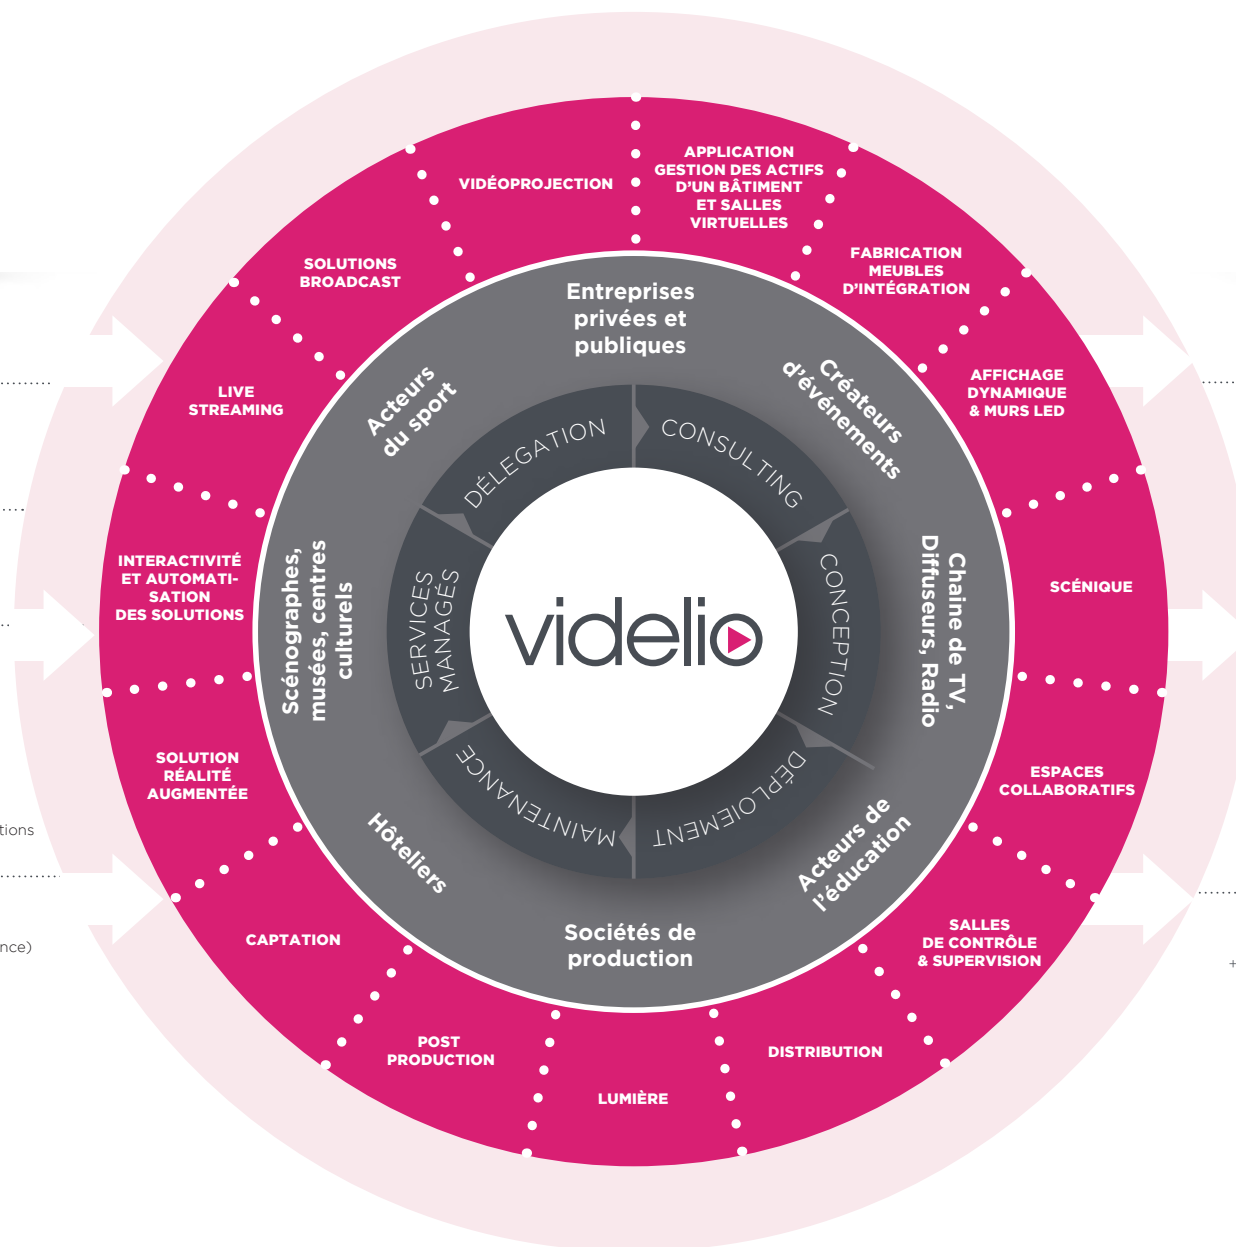 APPLICATION
GESTION DES ACTIFS
D'UN BÂTIMENT
ET SALLES
VIRTUELLES
FABRICATION
MEUBLES
D'INTÉGRATION
AFFICHAGE
DYNAMIQUE
& MURS LED
SCÉNIQUE
ESPACES
COLLABORATIFS
SALLES
DE CONTRÔLE
& SUPERVISION
DISTRIBUTION
LUMIÈRE
POST
PRODUCTION
CAPTATION
SOLUTION
RÉALITÉ
AUGMENTÉE
INTERACTIVITÉ
ET AUTOMATI-
SATION
DES SOLUTIONS
LIVE
STREAMING
SOLUTIONS
BROADCAST
VIDÉOPROJECTION
Entreprises
privées et
publiques
Créateurs
d'événements
Chaine de TV,
Diffuseurs, Radio
Acteurs de
l'éducation
Sociétés de
production
Hôteliers
Scénographes,
musées, centres
culturels
Acteurs
du sport
CONSULTING
CONCEPTION
DÉPLOIEMENT
MAINTENANCE
SERVICES
MANAGÉS
DÉLEGATION
videlio
tions
nce)
+